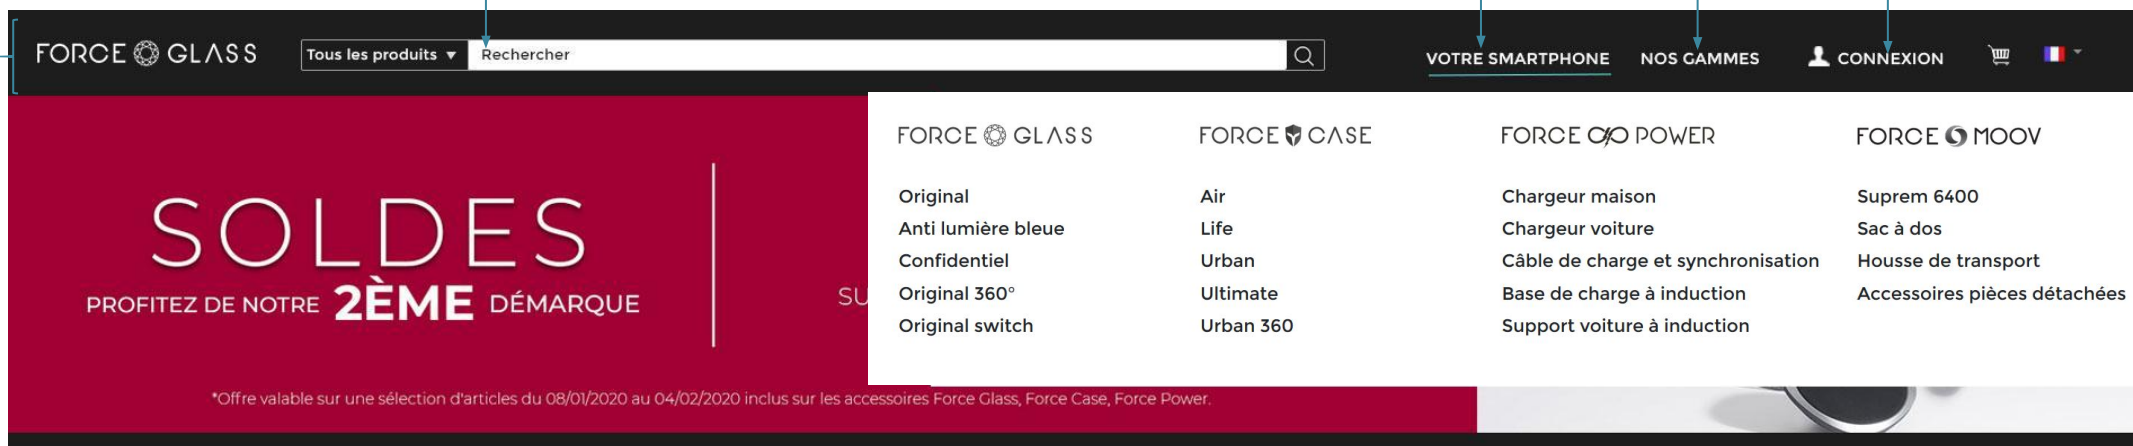 FORCE GLASS
Tous les produits ▼ Rechercher
VOTRE SMARTPHONE NOS GAMMES CONNEXION
SOLDES
PROFITEZ DE NOTRE 2ÈME DÉMARQUE
SU
FORCE GLASS
Original
Anti lumière bleue
Confidentiel
Original 360°
Original switch
FORCE CASE
Air
Life
Urban
Ultimate
Urban 360
FORCE POWER
Chargeur maison
Chargeur voiture
Câble de charge et synchronisation
Base de charge à induction
Support voiture à induction
FORCE MOOV
Suprem 6400
Sac à dos
Housse de transport
Accessoires pièces détachées
*Offre valable sur une sélection d'articles du 08/01/2020 au 04/02/2020 inclus sur les accessoires Force Glass, Force Case, Force Power.